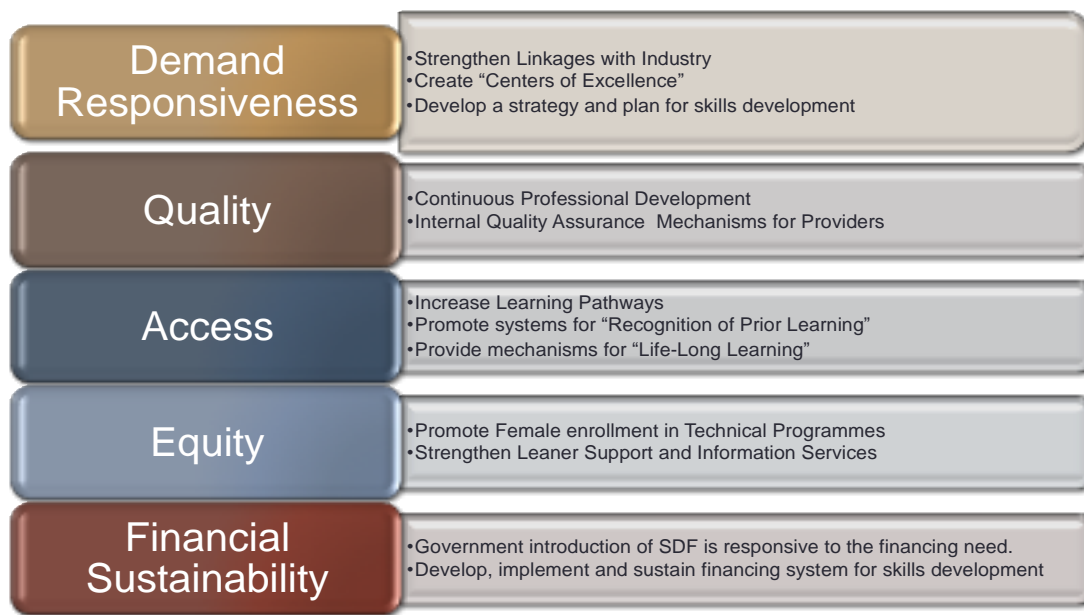 Demand
Responsiveness
•Strengthen Linkages with Industry
•Create “Centers of Excellence”
•Develop a strategy and plan for skills development
Quality
•Continuous Professional Development
•Internal Quality Assurance  Mechanisms for Providers
Access
•Increase Learning Pathways
•Promote systems for “Recognition of Prior Learning”
•Provide mechanisms for “Life-Long Learning”
Equity
•Promote Female enrollment in Technical Programmes
•Strengthen Leaner Support and Information Services
Financial
Sustainability
•Government introduction of SDF is responsive to the financing need.
•Develop, implement and sustain financing system for skills development